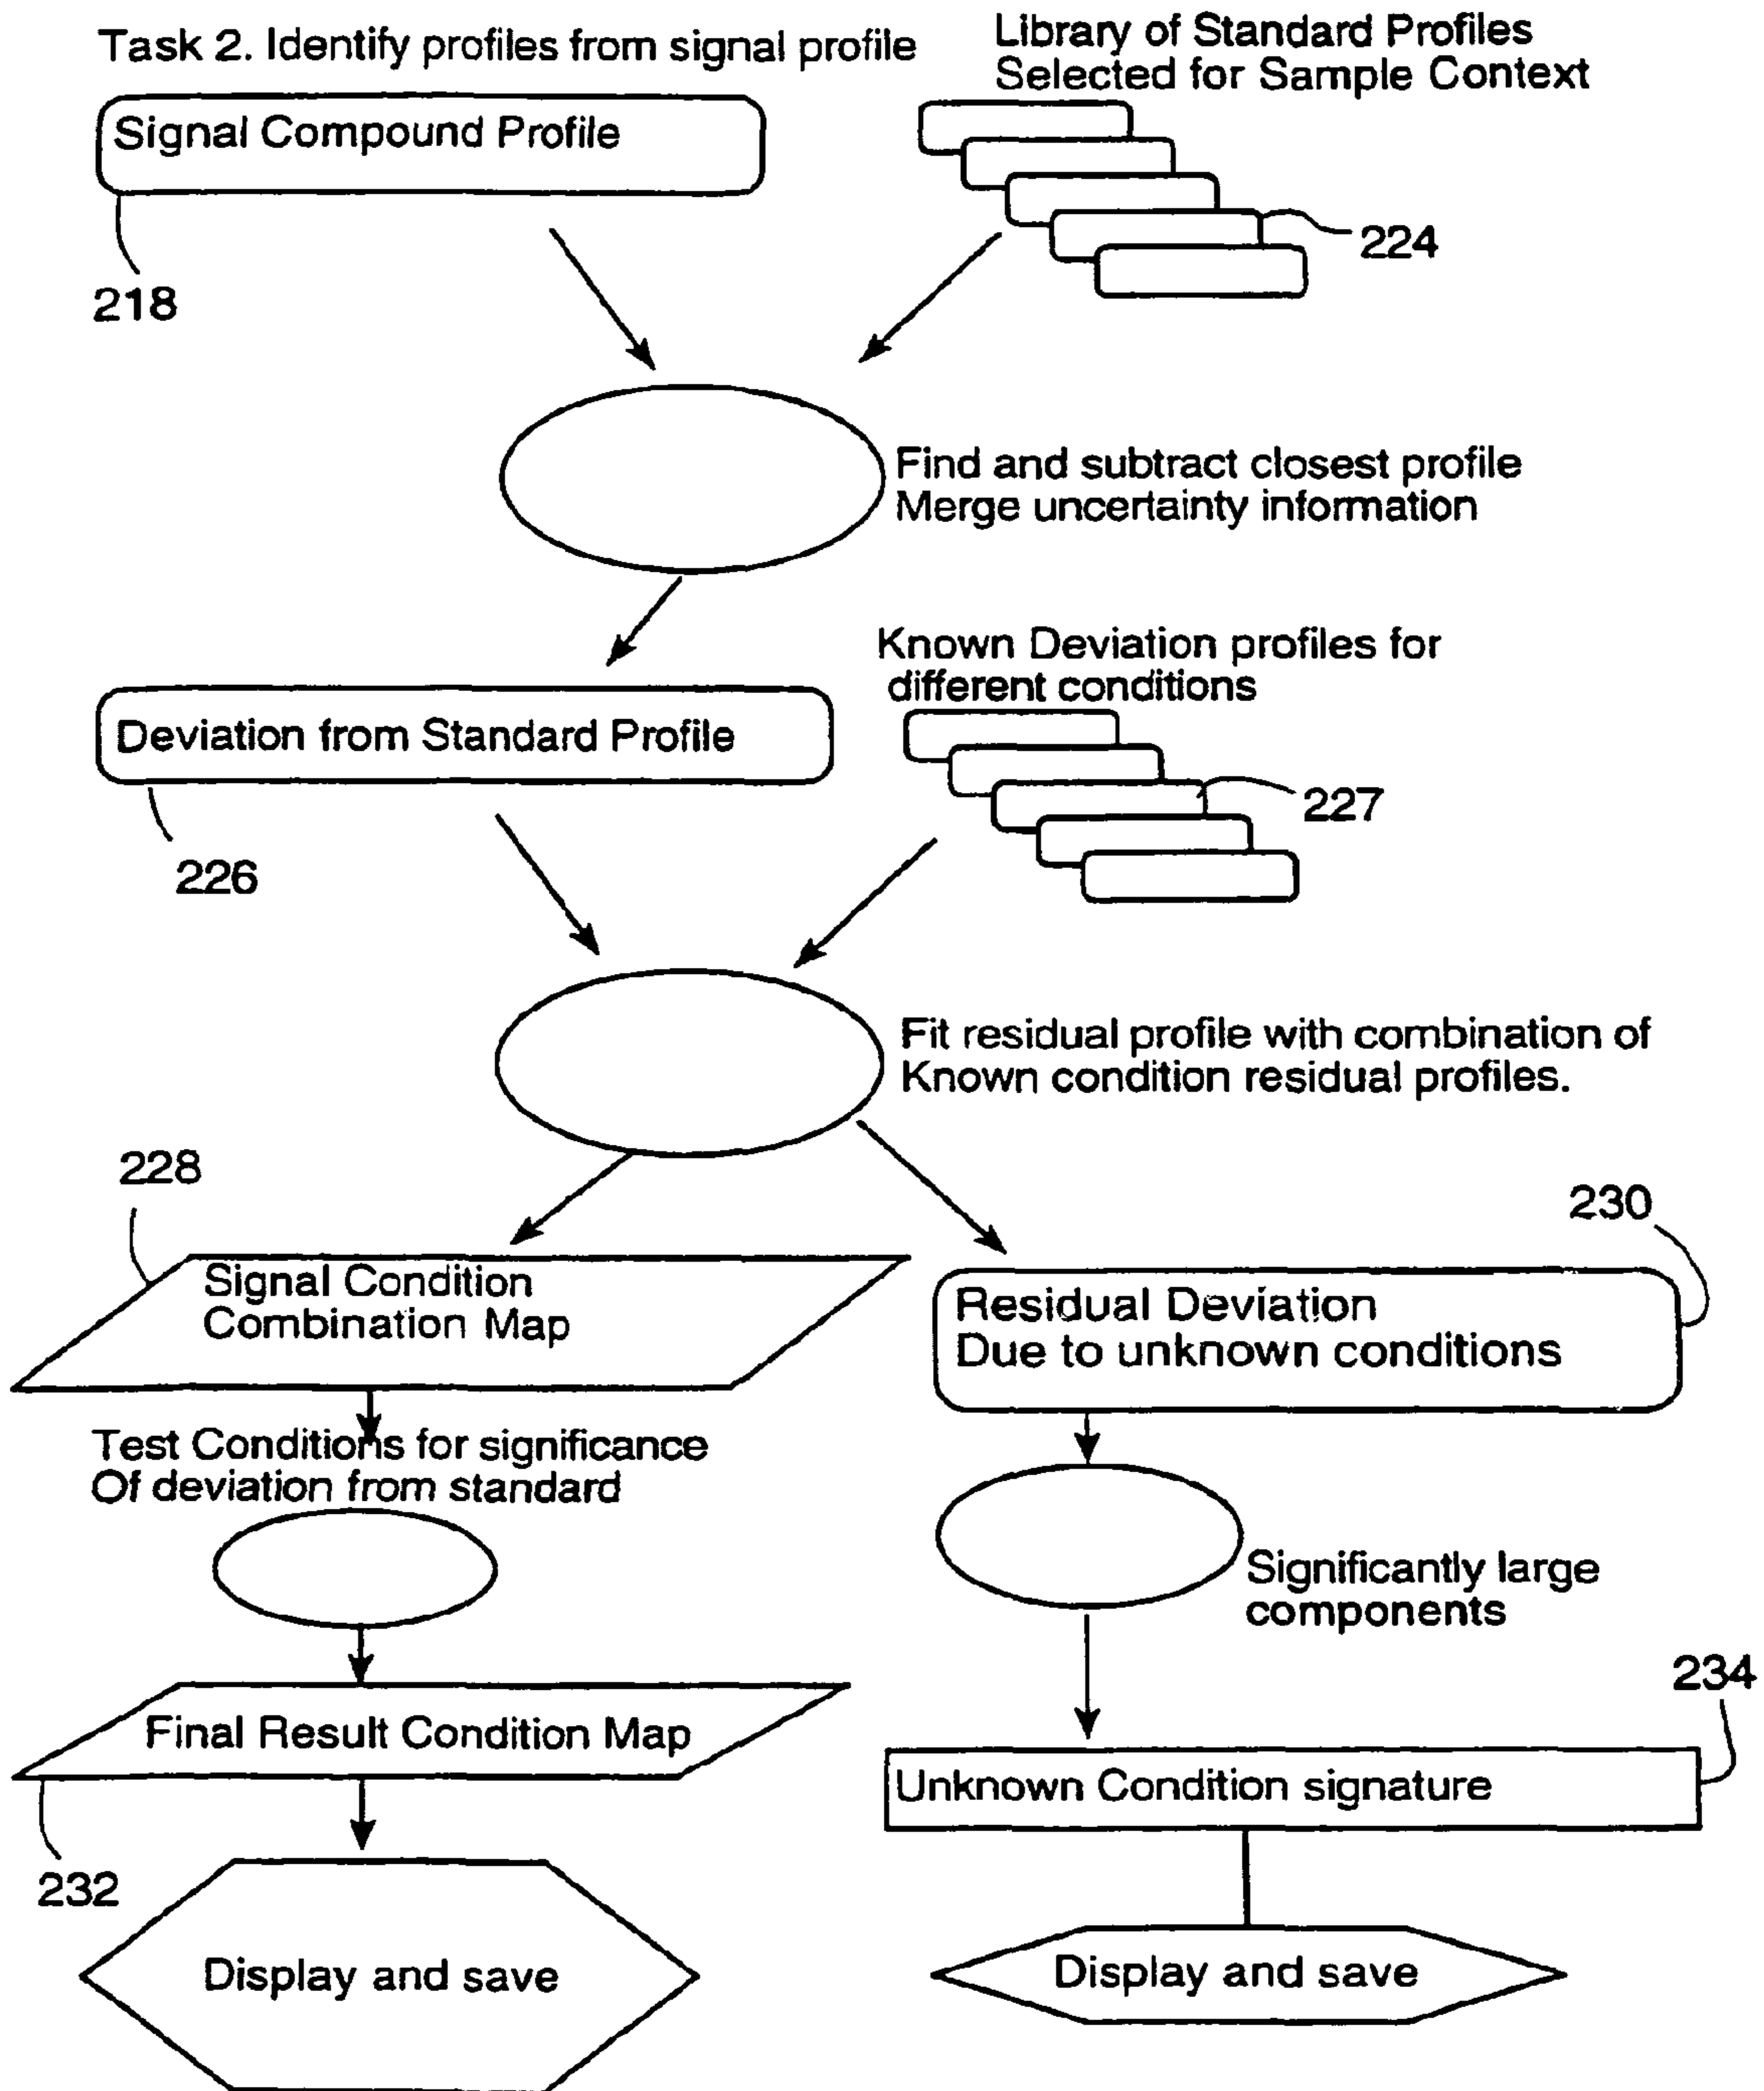 Task 2. Identify profiles from signal profile
Library of Standard Profiles
Selected for Sample Context
Signal Compound Profile
224
218
Find and subtract closest profile
Merge uncertainty information
Known Deviation profiles for
different conditions
Deviation from Standard Profile
227
226
Fit residual profile with combination of
Known condition residual profiles.
228
230
Signal Condition
Combination Map
Residual Deviation
Due to unknown conditions
Test Conditions for significance
Of deviation from standard
Significantly large
components
234
Final Result Condition Map
Unknown Condition signature
232
Display and save
Display and save